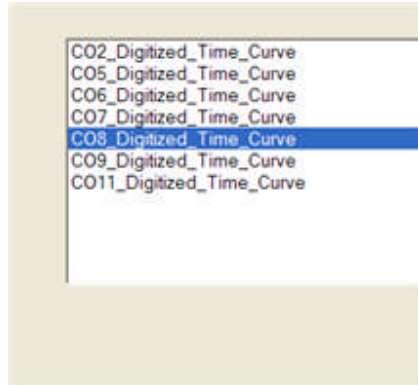 CO2_Digitized_Time_Curve
CO5_Digitized_Time_Curve
CO6_Digitized_Time_Curve
CO7_Digitized_Time_Curve
CO8_Digitized_Time_Curve
CO9_Digitized_Time_Curve
CO11_Digitized_Time_Curve